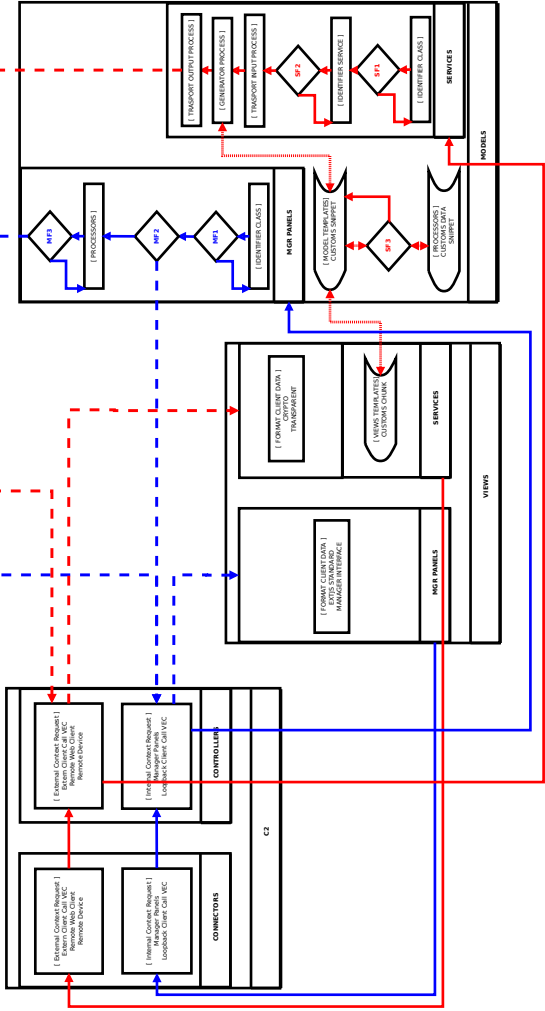 [ External Context Request ]
Extern Client Call VEC
Remote Web Client
Remote Device
[ Internal Context Request ]
Manager Panels
Loopback Client Call VEC
CONNECTORS
[ External Context Request ]
Extern Client Call VEC
Remote Web Client
Remote Device
[ Internal Context Request ]
Manager Panels
Loopback Client Call VEC
CONTROLLERS
C2
[ FORMAT CLIENT DATA ]
EXTJS STANDARD
MANAGER INTERFACE
MGR PANELS
[ FORMAT CLIENT DATA ]
CRYPTO
TRANSPARENT
[ VIEWS TEMPLATES]
CUSTOMS CHUNK
SERVICES
VIEWS
MF3
[ PROCESSORS ]
MF2
MF1
[ IDENTIFIER CLASS ]
MGR PANELS
[ MODEL TEMPLATES]
CUSTOMS SNIPPET
SF3
[ PROCESSORS ]
CUSTOMS DATA
SNIPPET
[ TRASPORT OUTPUT PROCESS ]
[ GENERATOR PROCESS ]
[ TRASPORT INPUT PROCESS ]
SF2
[ IDENTIFIER SERVICE ]
SF1
[ IDENTIFIER CLASS ]
SERVICES
MODELS